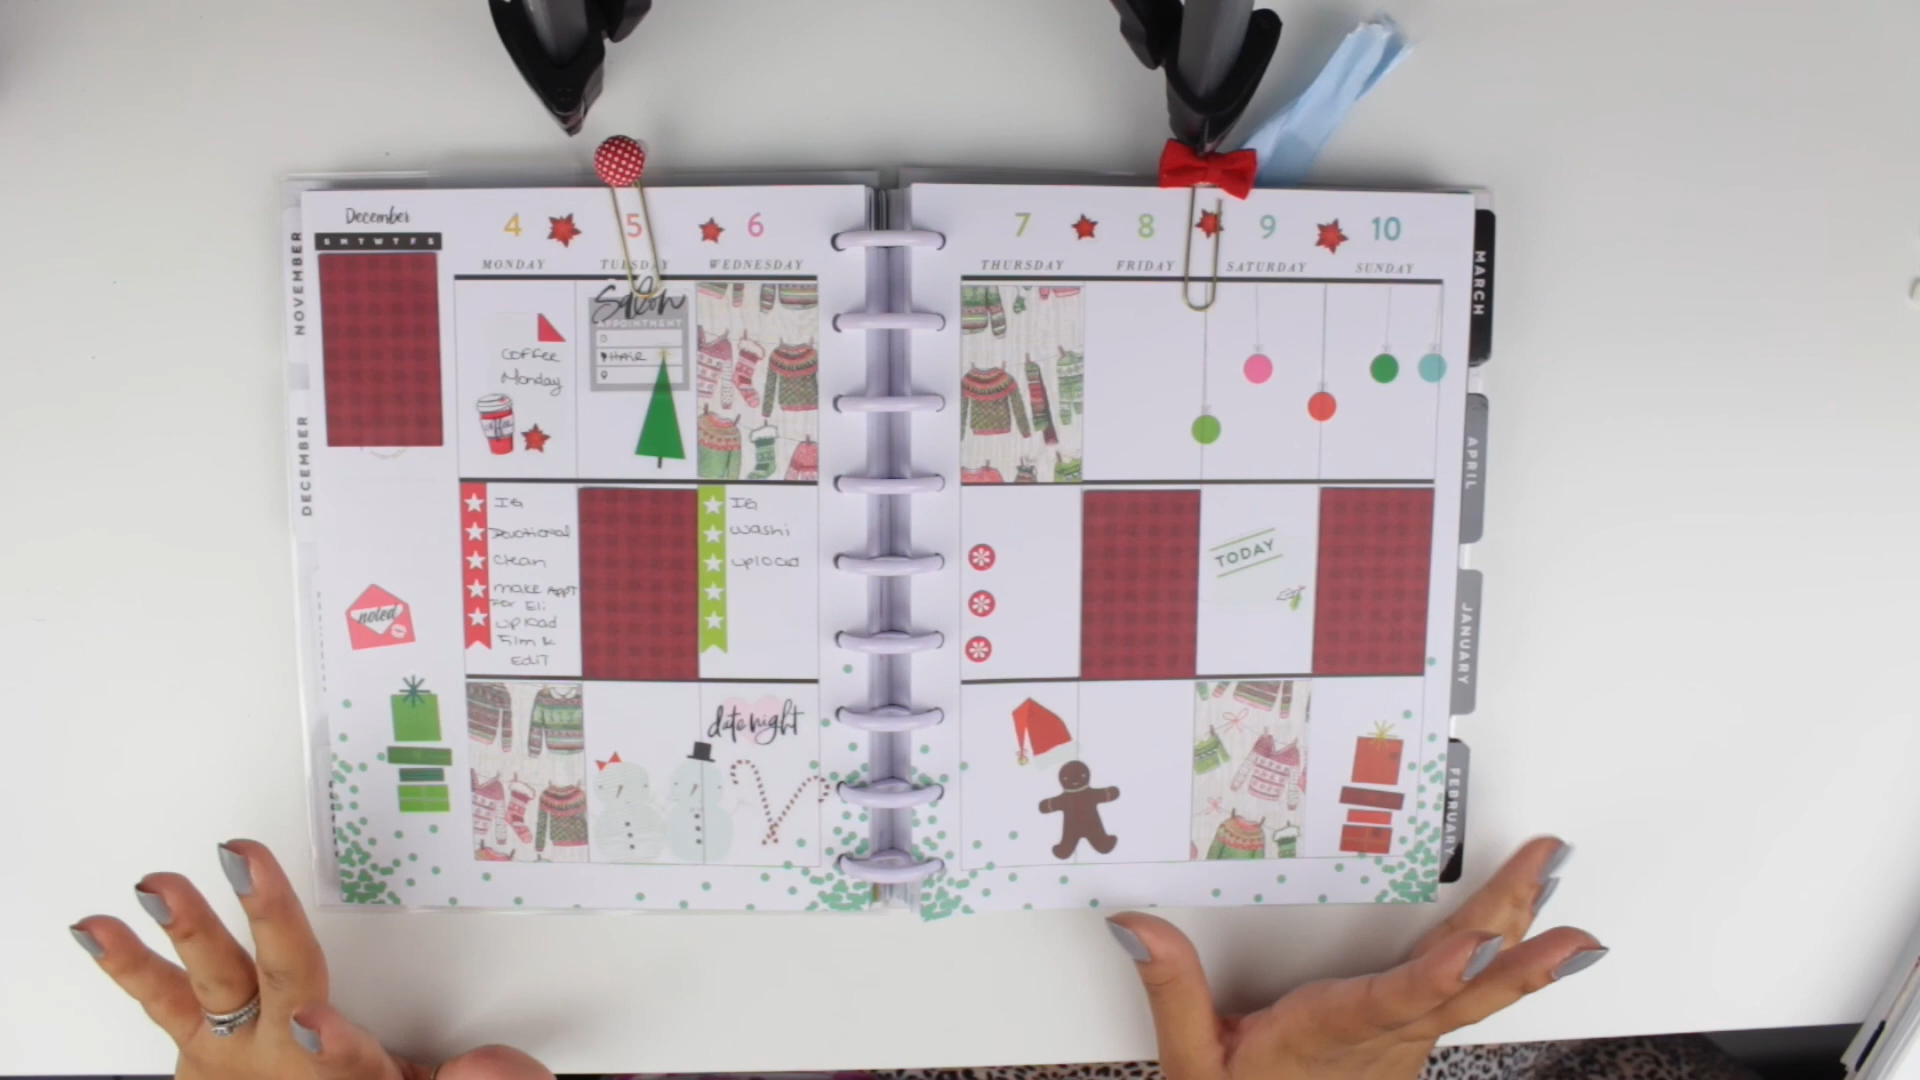 December
S M T W T F S
4
5
6
MONDAY
TUESDAY
WEDNESDAY
7
8
9
10
THURSDAY
FRIDAY
SATURDAY
SUNDAY
NOVEMBER
DECEMBER
COFFEE
Monday
coffee
Salon
APPOINTMENT
HAIR
IG
Devotional
clean
make APPT
For Eli
upload
Film &
EdiT
IG
washi
upload
TODAY
noted
date night
MARCH
APRIL
JANUARY
FEBRUARY